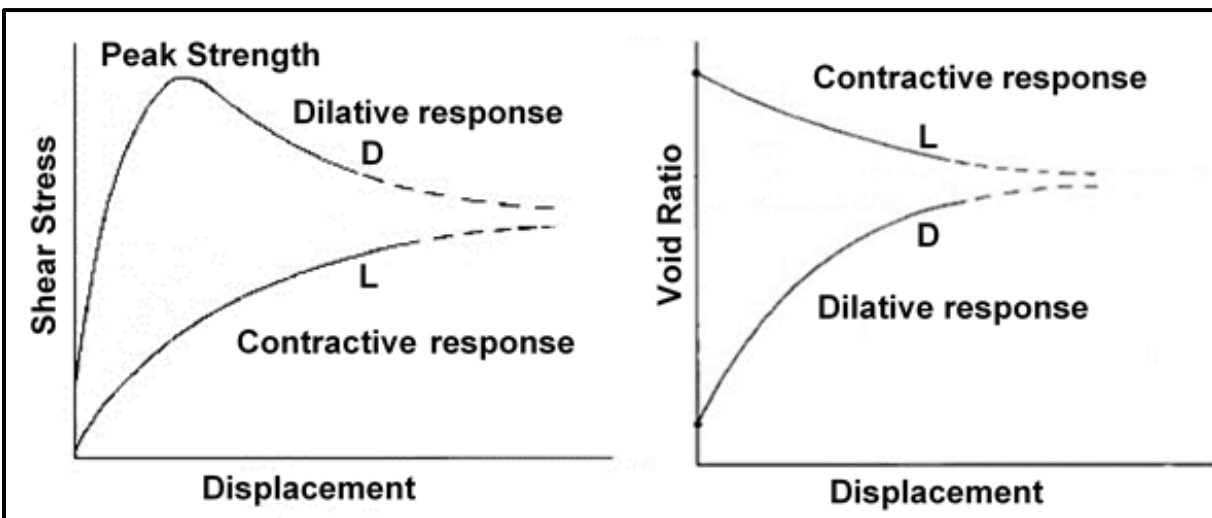 Peak Strength
Dilative response
D
L
Contractive response
Shear Stress
Displacement
Contractive response
L
D
Dilative response
Void Ratio
Displacement